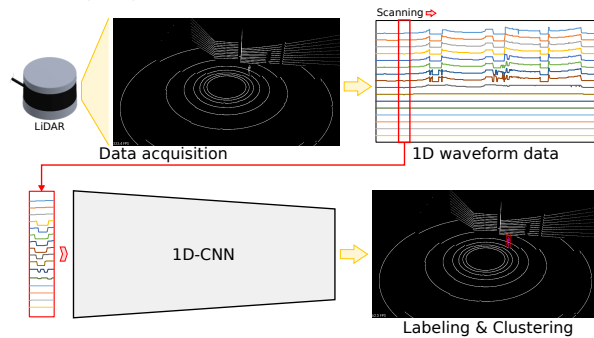 Scanning
LiDAR
Data acquisition
1D waveform data
1D-CNN
Labeling & Clustering